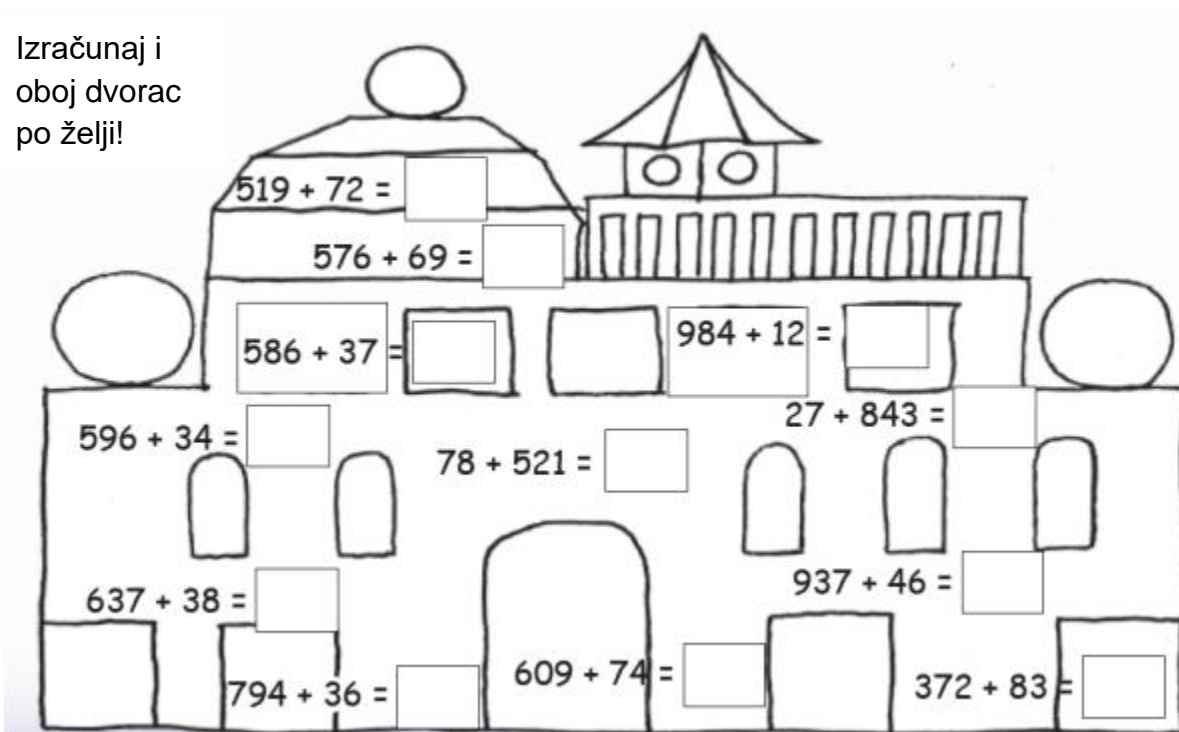 Izračunaj i
oboj dvorac
po želji!
519 + 72 =
576 + 69 =
586 + 37 =
984 + 12 =
27 + 843 =
596 + 34 =
78 + 521 =
937 + 46 =
637 + 38 =
609 + 74 =
794 + 36 =
372 + 83 =